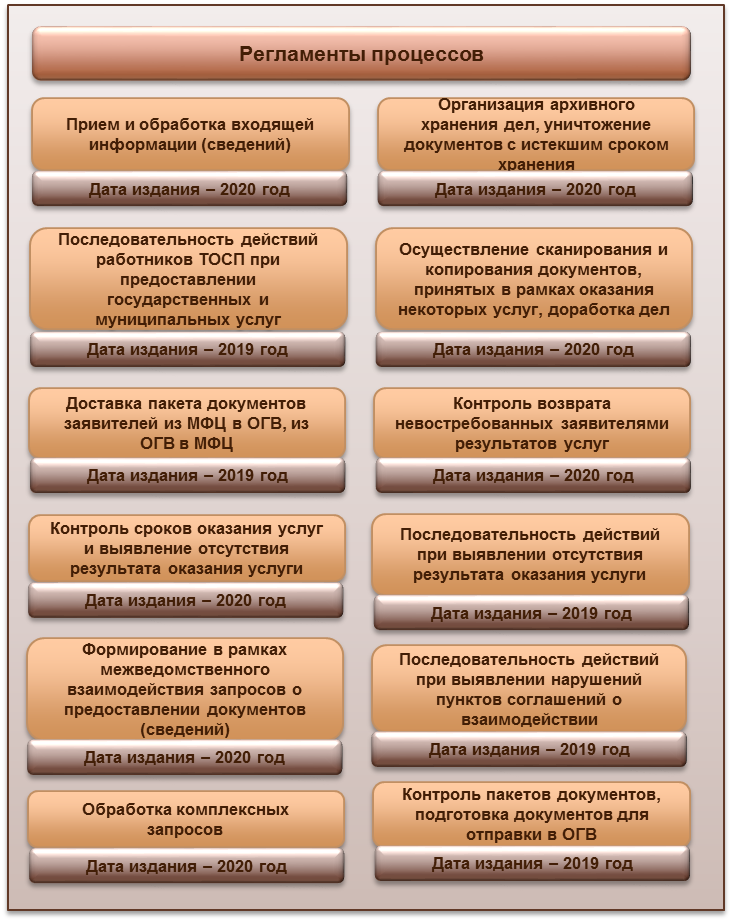 Регламенты процессов
Прием и обработка входящей
информации (сведений)
Дата издания – 2020 год
Организация архивного
хранения дел, уничтожение
документов с истекшим сроком
хранения
Дата издания – 2020 год
Последовательность действий
работников ТОСП при
предоставлении
государственных и
муниципальных услуг
Дата издания – 2019 год
Осуществление сканирования и
копирования документов,
принятых в рамках оказания
некоторых услуг, доработка дел
Дата издания – 2020 год
Доставка пакета документов
заявителей из МФЦ в ОГВ, из
ОГВ в МФЦ
Дата издания – 2019 год
Контроль возврата
невостребованных заявителями
результатов услуг
Дата издания – 2020 год
Контроль сроков оказания услуг
и выявление отсутствия
результата оказания услуги
Дата издания – 2020 год
Последовательность действий
при выявлении отсутствия
результата оказания услуги
Дата издания – 2019 год
Формирование в рамках
межведомственного
взаимодействия запросов о
предоставлении документов
(сведений)
Дата издания – 2020 год
Последовательность действий
при выявлении нарушений
пунктов соглашений о
взаимодействии
Дата издания – 2019 год
Обработка комплексных
запросов
Дата издания – 2020 год
Контроль пакетов документов,
подготовка документов для
отправки в ОГВ
Дата издания – 2019 год